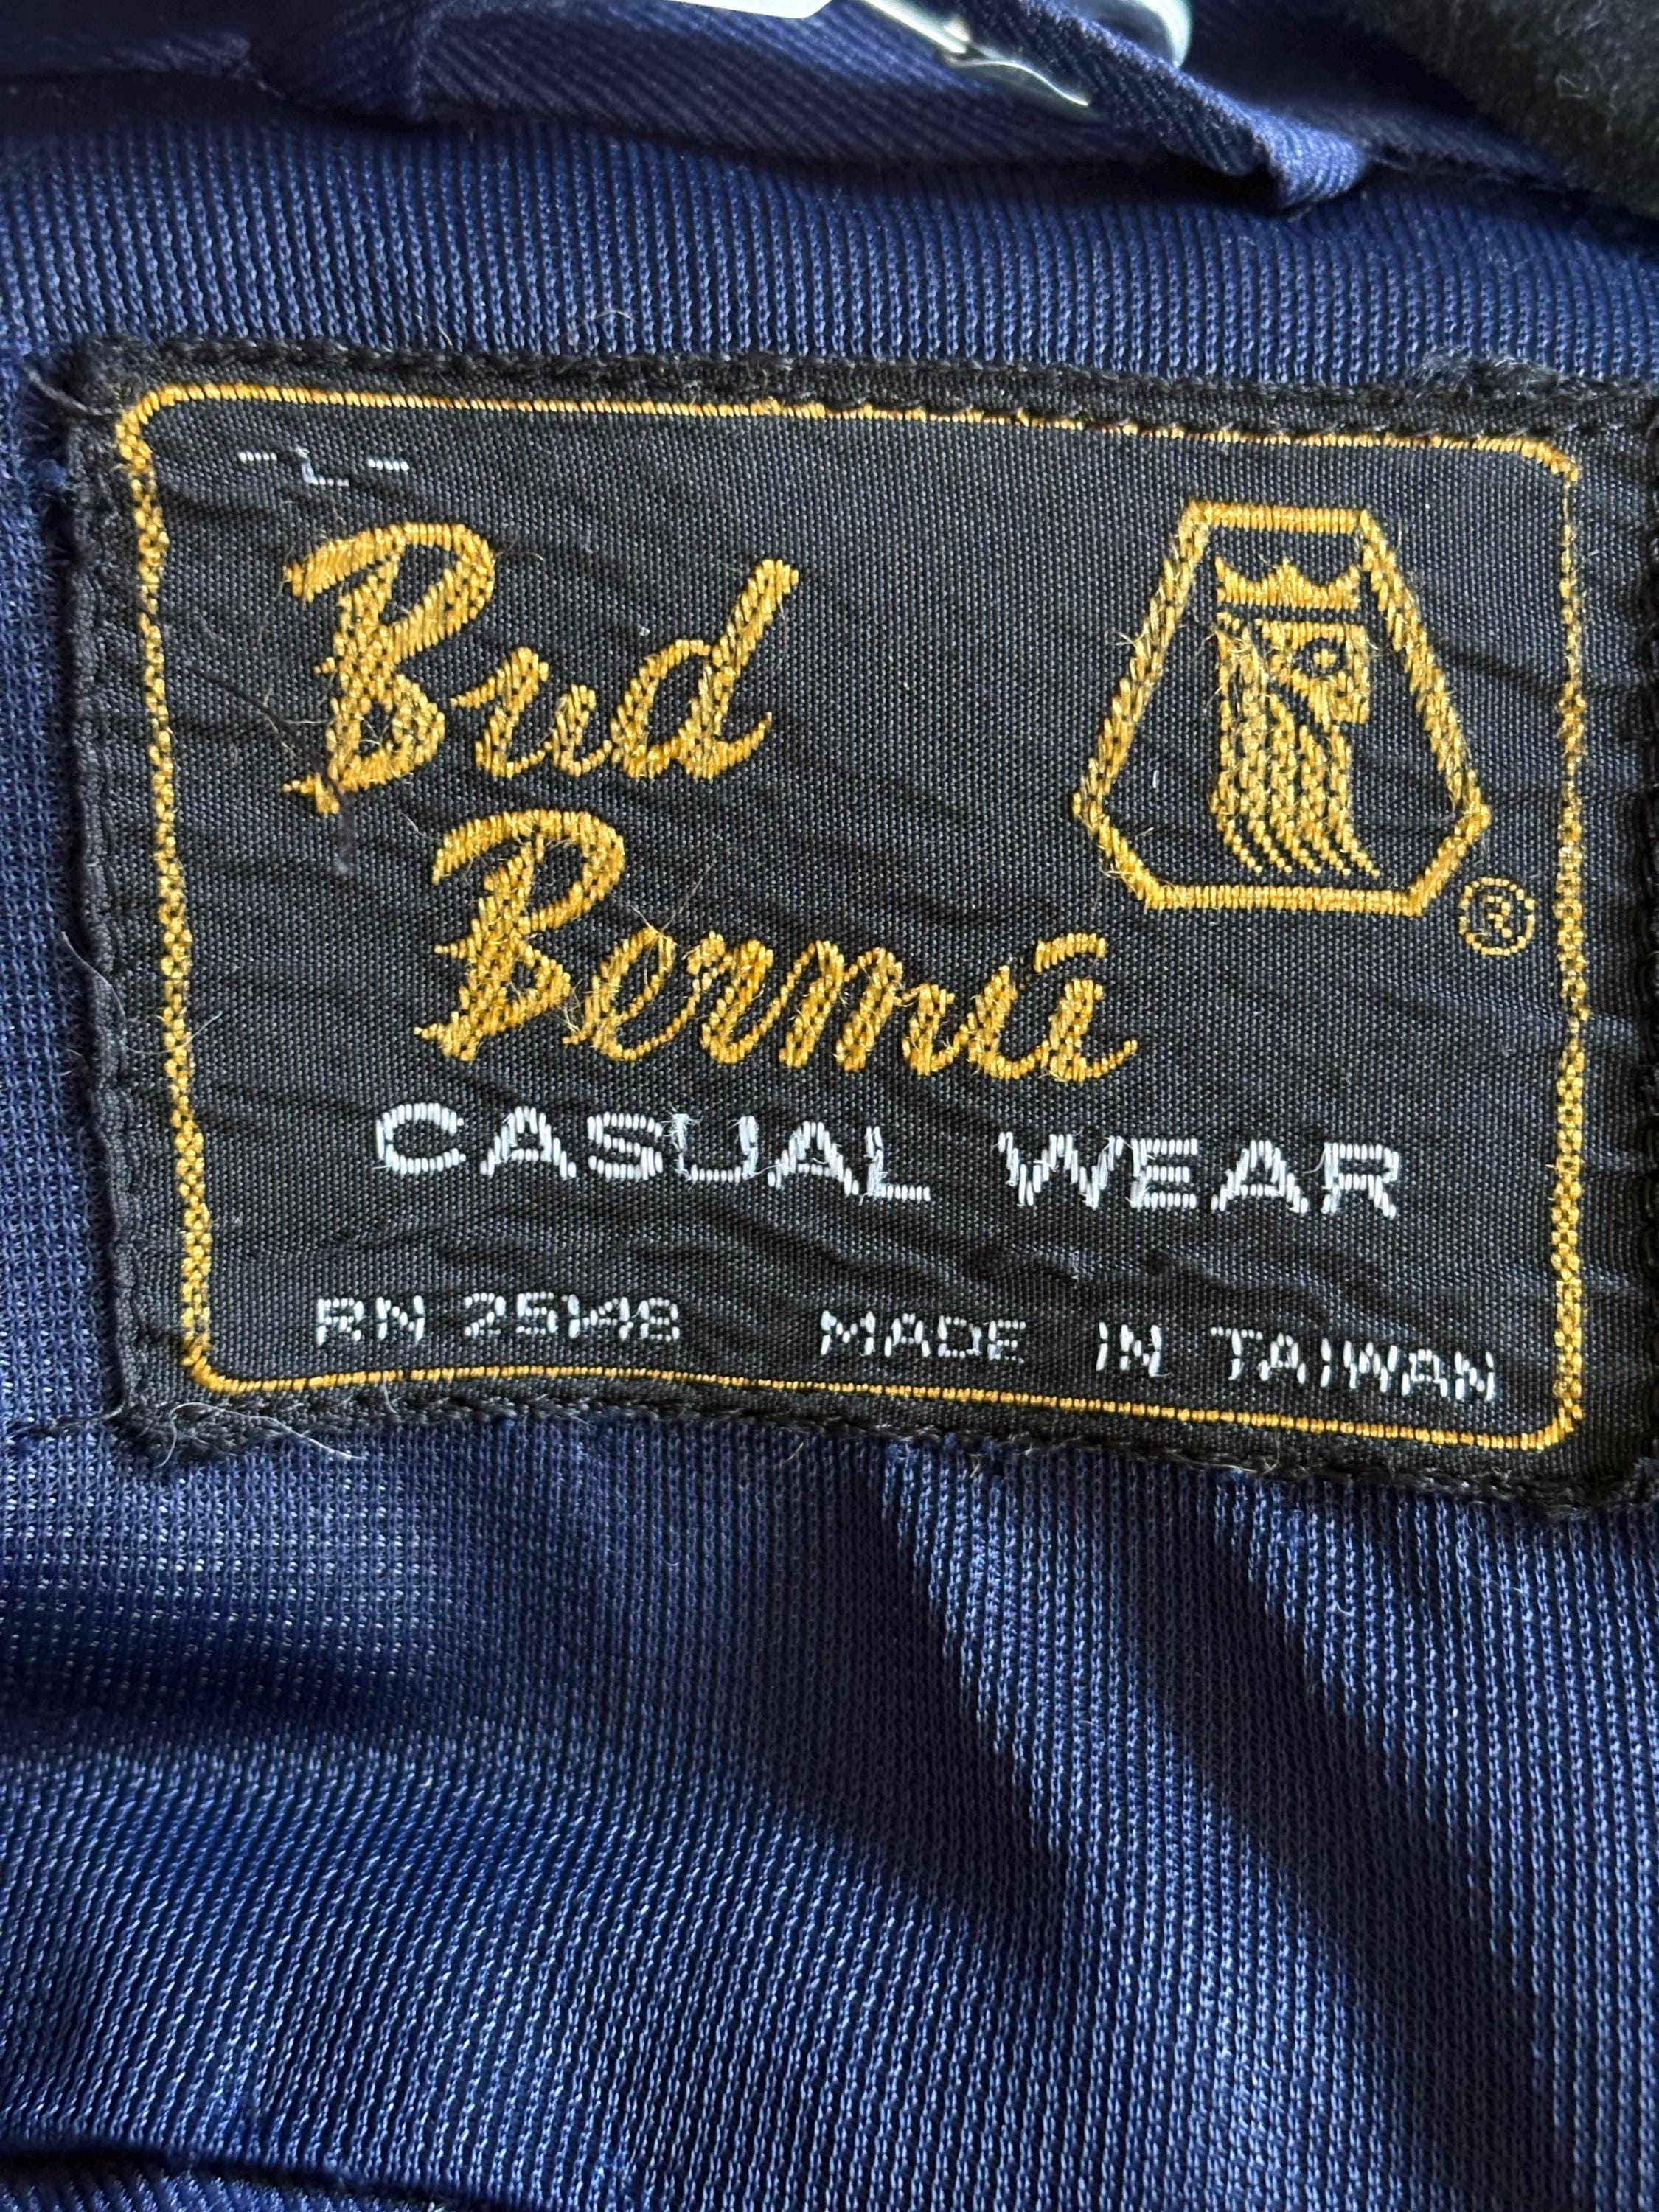 -L-
Bud
Berma
®
CASUAL WEAR
RN 25148 MADE IN TAIWAN